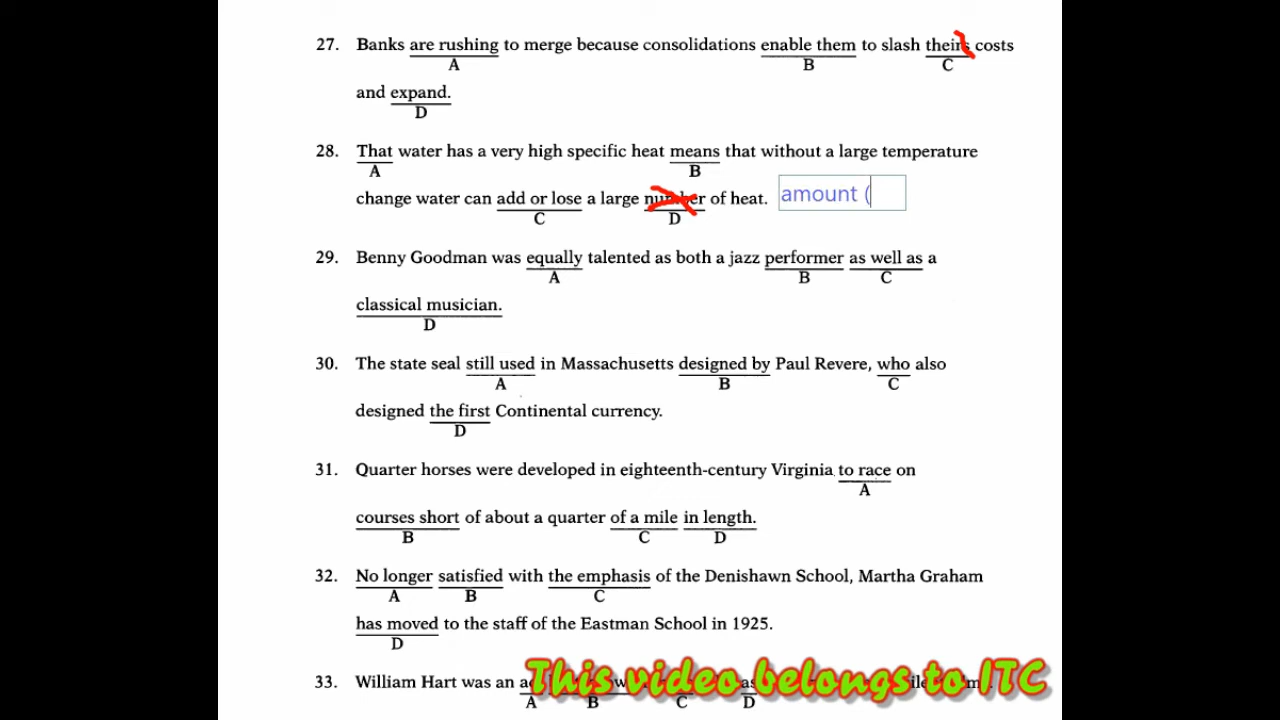 27. Banks are rushing to merge because consolidations enable them to slash theirs costs
A B C
and expand.
D
28. That water has a very high specific heat means that without a large temperature
A B
change water can add or lose a large number of heat. amount (
C D
29. Benny Goodman was equally talented as both a jazz performer as well as a
A B C
classical musician.
D
30. The state seal still used in Massachusetts designed by Paul Revere, who also
A B C
designed the first Continental currency.
D
31. Quarter horses were developed in eighteenth-century Virginia to race on
A
courses short of about a quarter of a mile in length.
B C D
32. No longer satisfied with the emphasis of the Denishawn School, Martha Graham
A B C
has moved to the staff of the Eastman School in 1925.
D
33. William Hart was an
A B C D
This video belongs to ITC